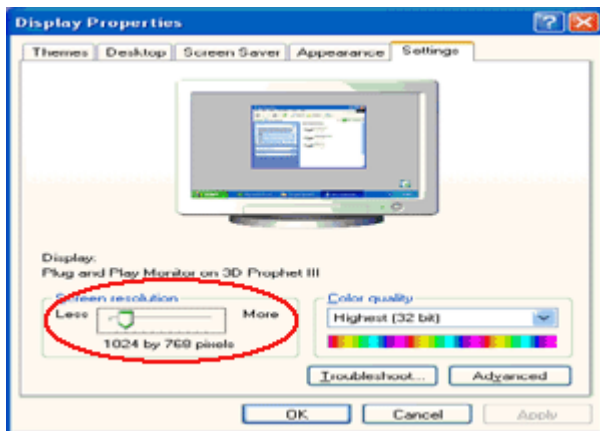 Display Properties
Themes Desktop Screen Saver Appearance Settings
Display:
Plug and Play Monitor on 3D Prophet III
Screen resolution
Less More
1024 by 768 pixels
Color quality
Highest (32 bit)
Troubleshoot... Advanced
OK Cancel Apply